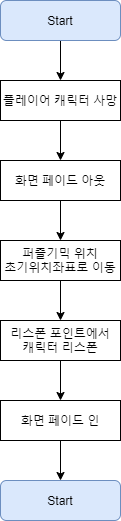 Start
플레이어 캐릭터 사망
화면 페이드 아웃
퍼즐기믹 위치
초기위치좌표로 이동
리스폰 포인트에서
캐릭터 리스폰
화면 페이드 인
Start